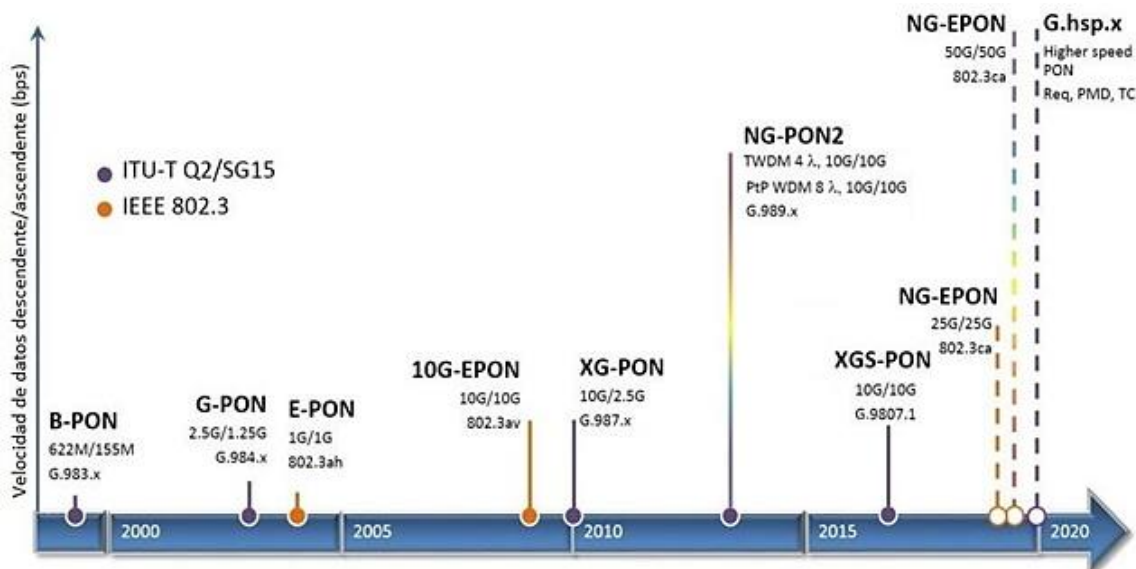 Velocidad de datos descendente/ascendente (bps)
ITU-T Q2/SG15
IEEE 802.3
B-PON
622M/155M
G.983.x
G-PON
2.5G/1.25G
G.984.x
E-PON
1G/1G
802.3ah
10G-EPON
10G/10G
802.3av
XG-PON
10G/2.5G
G.987.x
NG-PON2
TWDM 4 λ, 10G/10G
PtP WDM 8 λ, 10G/10G
G.989.x
XGS-PON
10G/10G
G.9807.1
NG-EPON
25G/25G
802.3ca
NG-EPON
50G/50G
802.3ca
G.hsp.x
Higher speed
PON
Req, PMD, TC
2000
2005
2010
2015
2020